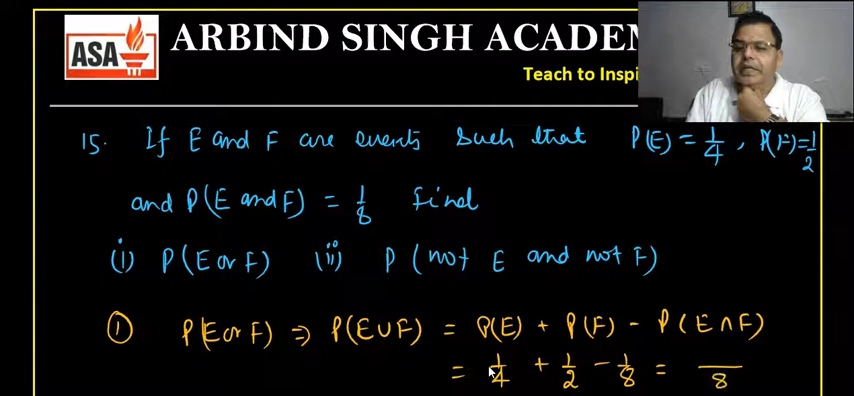 ASA
ARBIND SINGH ACADEM
Teach to Inspi
15. If E and F are events such that P(E) = 1/4, P(F) = 1/2
and P(E and F) = 1/8 find
(i) P(E or F) (ii) P(not E and not F)
① P(E or F) ⇒ P(E∪F) = P(E) + P(F) - P(E∩F)
= 1/4 + 1/2 - 1/8 = /8